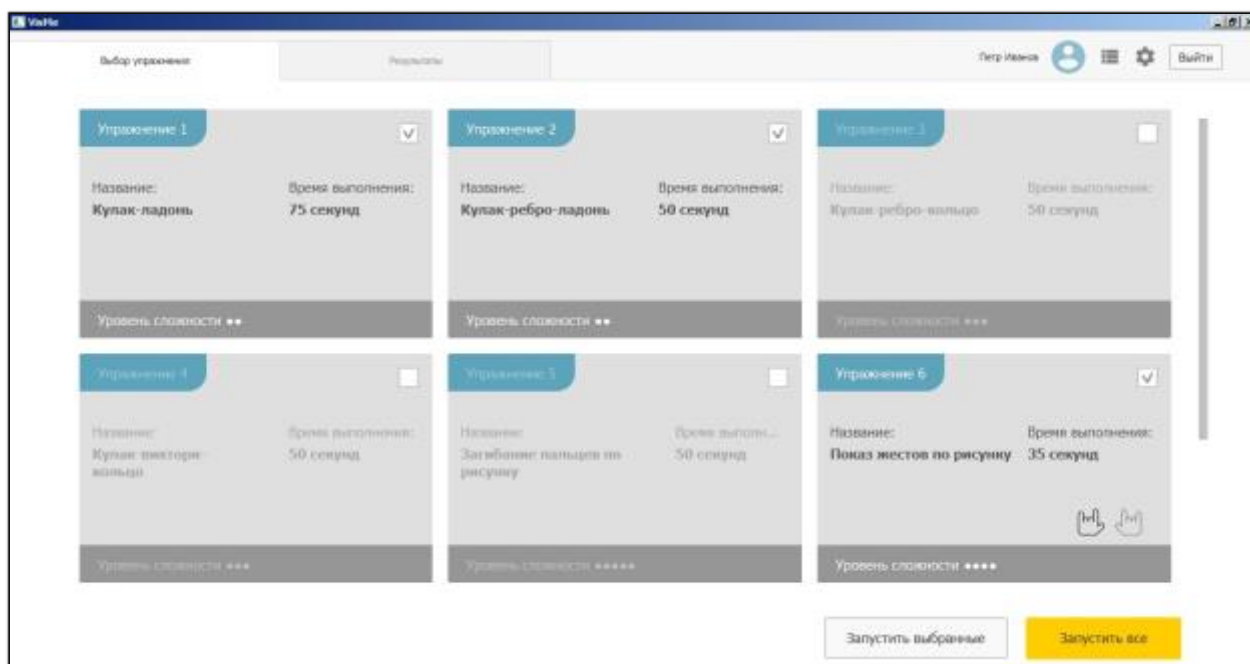 VisiMir
Выбор упражнения
Результаты
Петр Иванов
Выйти
Упражнение 1
Название:
Кулак-ладонь
Время выполнения:
75 секунд
Уровень сложности
Упражнение 2
Название:
Кулак-ребро-ладонь
Время выполнения:
50 секунд
Уровень сложности
Упражнение 3
Название:
Кулак-ребро-кольцо
Время выполнения:
50 секунд
Уровень сложности
Упражнение 4
Название:
Кулак-виктори-
кольцо
Время выполнения:
50 секунд
Уровень сложности
Упражнение 5
Название:
Загибание пальцев по
рисунку
Время выполн...
50 секунд
Уровень сложности
Упражнение 6
Название:
Показ жестов по рисунку
Время выполнения:
35 секунд
Уровень сложности
Запустить выбранные
Запустить все